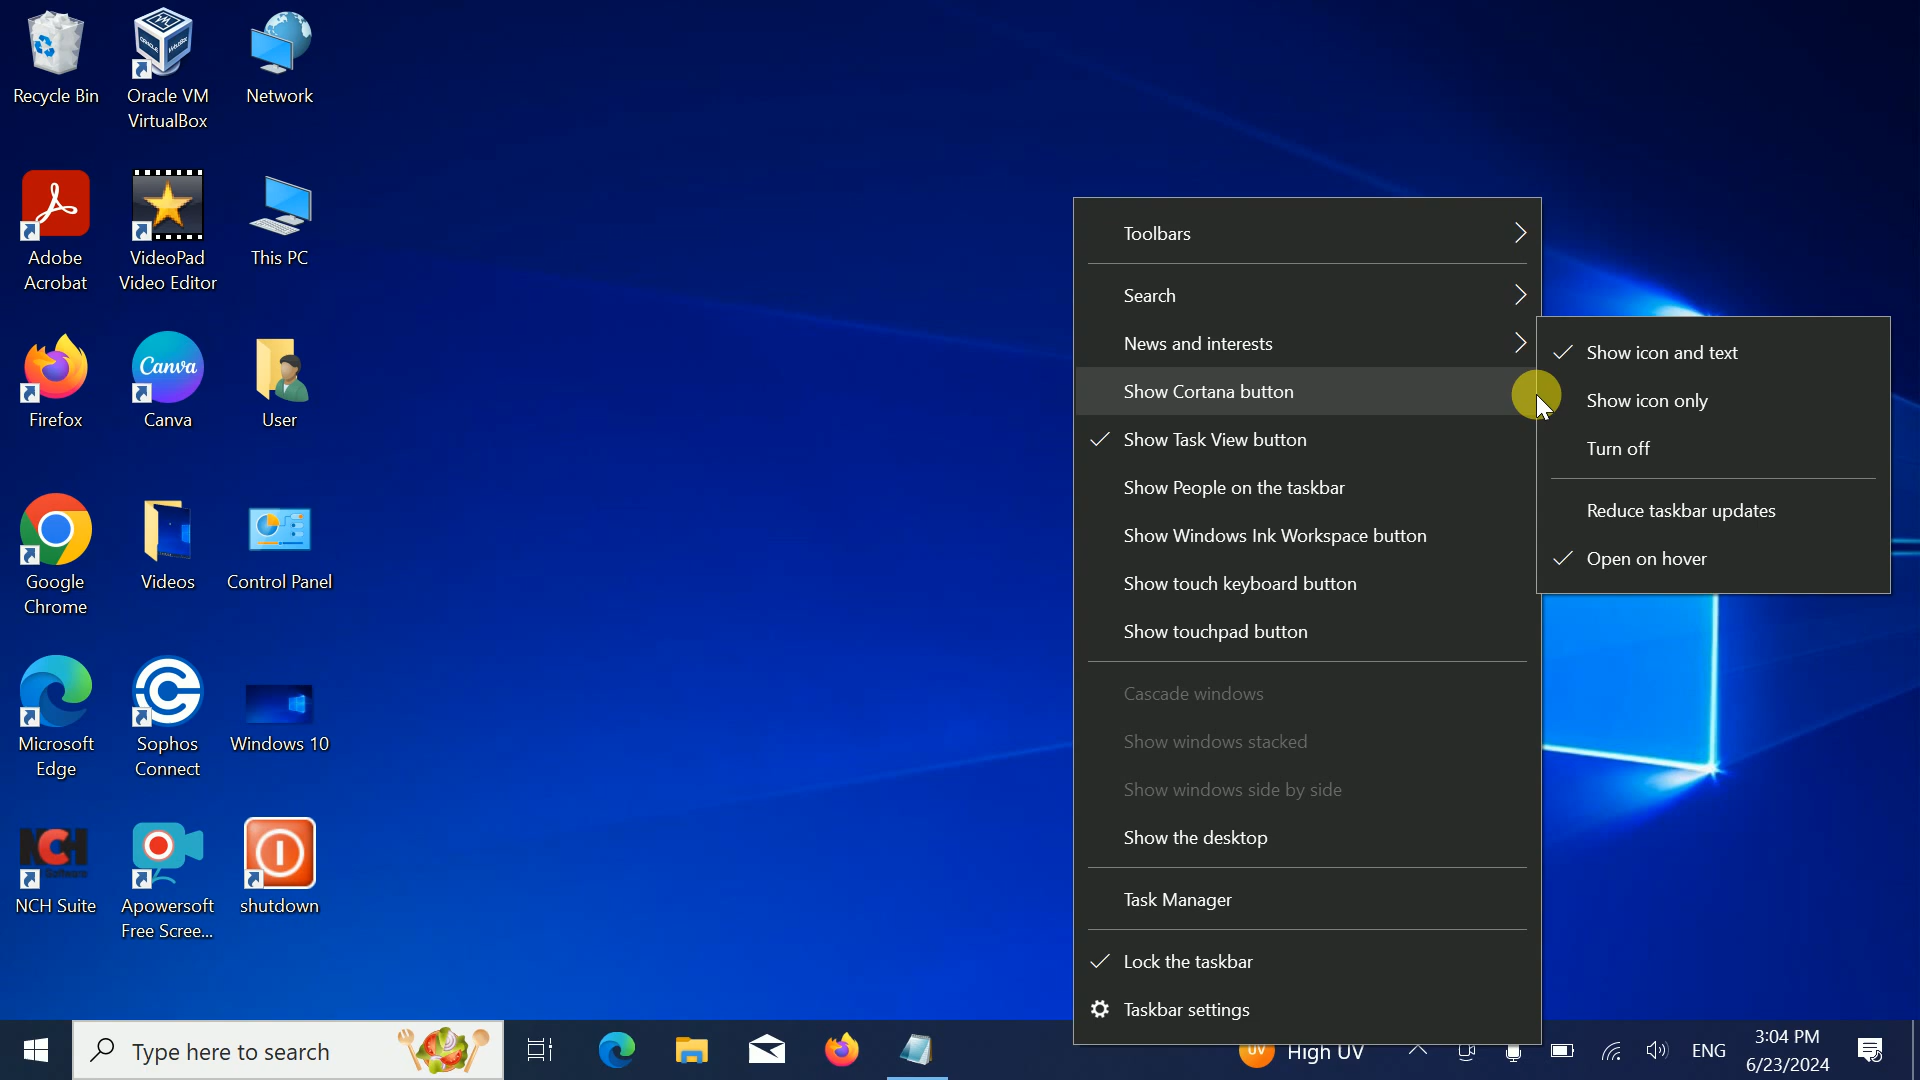 Recycle Bin
Oracle VM
VirtualBox
Network
Adobe
Acrobat
VideoPad
Video Editor
This PC
Firefox
Canva
Canva
User
Google
Chrome
Videos
Control Panel
Microsoft
Edge
Sophos
Connect
Windows 10
NCH
NCH Suite
Apowersoft
Free Scree...
shutdown
Toolbars
Search
News and interests
Show Cortana button
Show Task View button
Show People on the taskbar
Show Windows Ink Workspace button
Show touch keyboard button
Show touchpad button
Cascade windows
Show windows stacked
Show windows side by side
Show the desktop
Task Manager
Lock the taskbar
Taskbar settings
Show icon and text
Show icon only
Turn off
Reduce taskbar updates
Open on hover
Type here to search
UV High UV
ENG
3:04 PM
6/23/2024